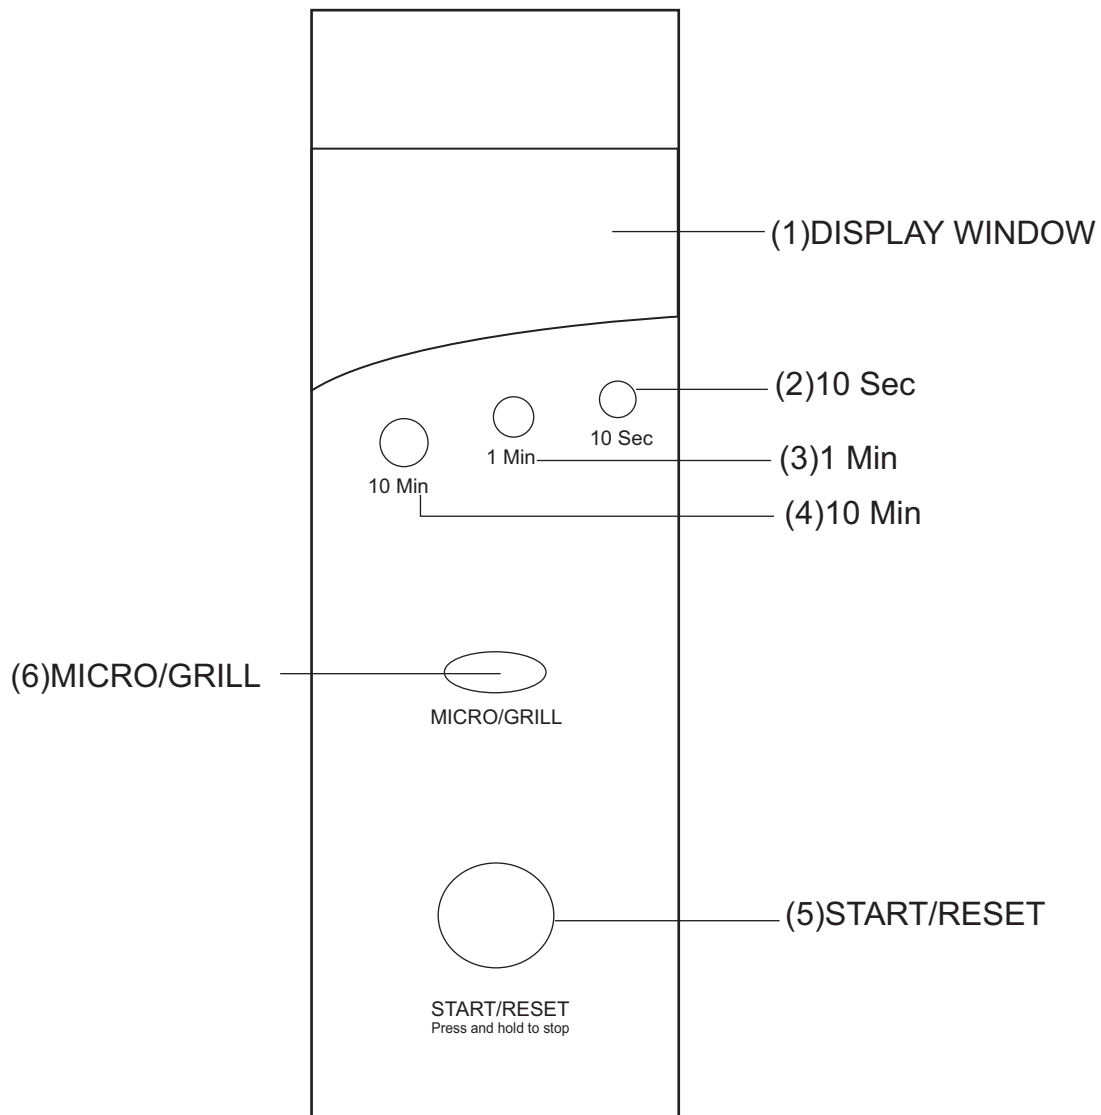 (1)DISPLAY WINDOW
(2)10 Sec
10 Sec
1 Min
(3)1 Min
10 Min
(4)10 Min
(6)MICRO/GRILL
MICRO/GRILL
(5)START/RESET
START/RESET
Press and hold to stop